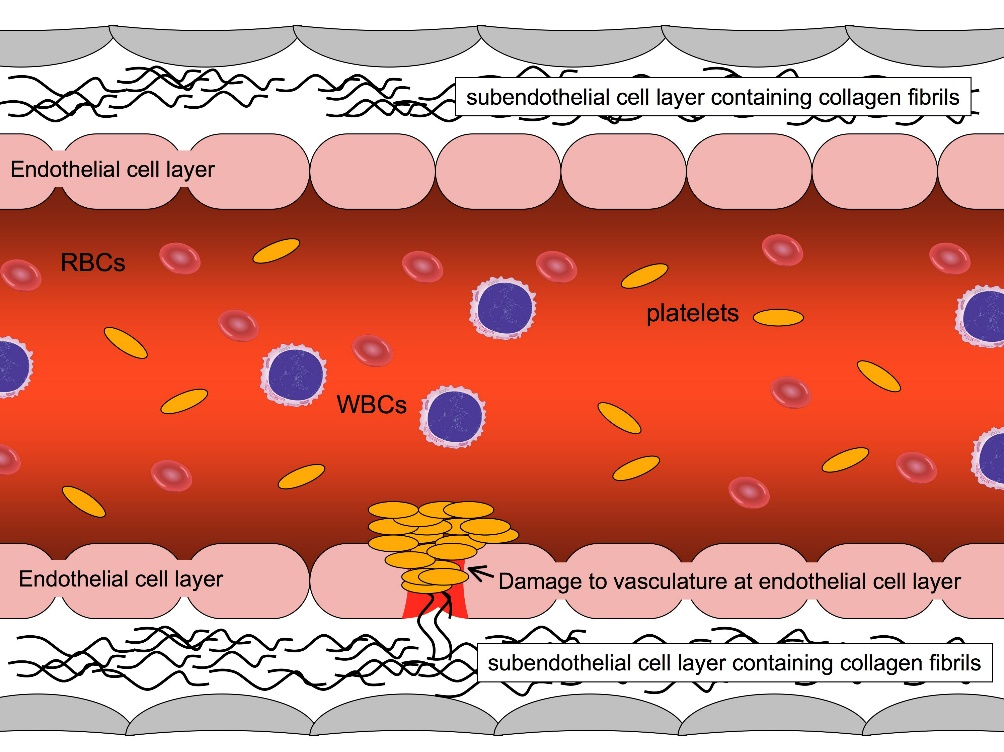 subendothelial cell layer containing collagen fibrils
Endothelial cell layer
RBCs
platelets
WBCs
Endothelial cell layer
Damage to vasculature at endothelial cell layer
subendothelial cell layer containing collagen fibrils